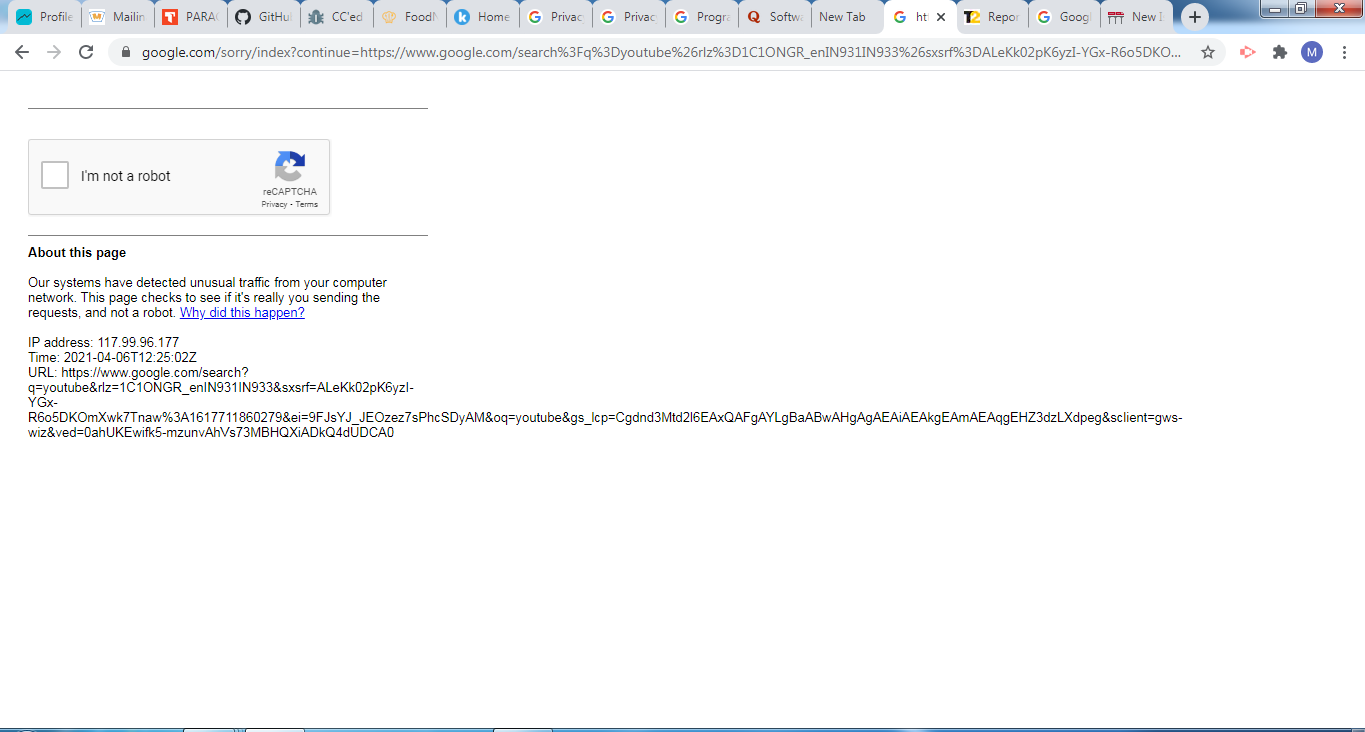 Profile
Mailin
PARAG
GitHu
CC'ed
Food
Home
Privac
Privac
Progra
Softwa
New Tab
ht
Repor
Googl
New
google.com/sorry/index?continue=https://www.google.com/search%3Fq%3Dyoutube%26rlz%3D1C1ONGR_enIN931IN933%26sxsrf%3DALeKk02pK6yzI-YGx-R6o5DKO...
M
I'm not a robot
reCAPTCHA
Privacy - Terms
About this page
Our systems have detected unusual traffic from your computer
network. This page checks to see if it's really you sending the
requests, and not a robot. Why did this happen?
IP address: 117.99.96.177
Time: 2021-04-06T12:25:02Z
URL: https://www.google.com/search?
q=youtube&rlz=1C1ONGR_enIN931IN933&sxsrf=ALeKk02pK6yzI-
YGx-
R6o5DKOmXwk7Tnaw%3A1617711860279&ei=9FJsYJ_JEOzez7sPhcSDyAM&oq=youtube&gs_lcp=Cgdnd3Mtd2l6EAxQAFgAYLgBaABwAHgAgAEAiAEAkgEAmAEAqgEHZ3dzLXdpeg&sclient=gws-
wiz&ved=0ahUKEwifk5-mzunvAhVs73MBHQXiADkQ4dUDCA0